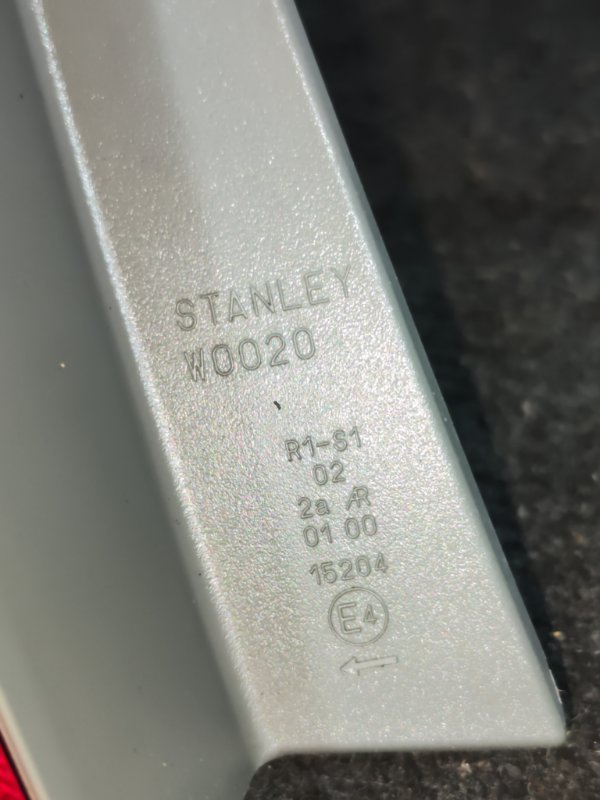 STANLEY
W0020
R1-S1
02
2a AR
01 00
15204
E4